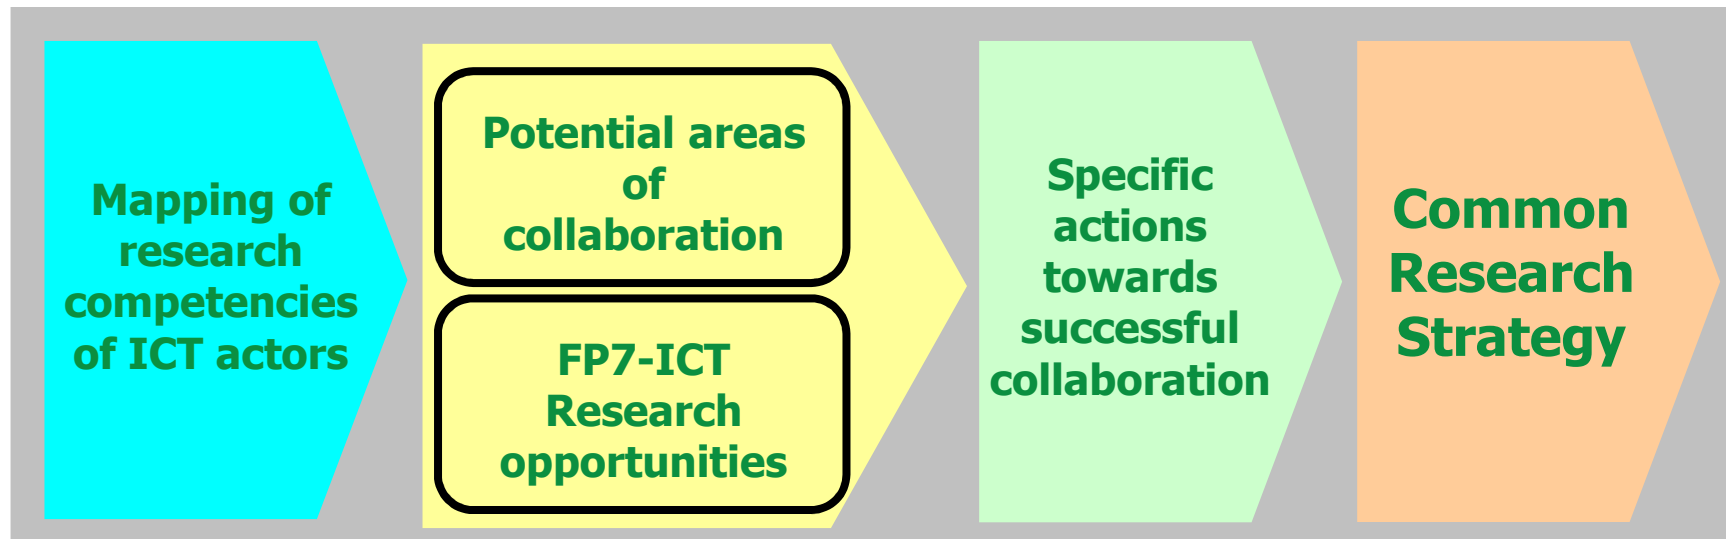 Mapping of
research
competencies
of ICT actors
Potential areas
of
collaboration
FP7-ICT
Research
opportunities
Specific
actions
towards
successful
collaboration
Common
Research
Strategy